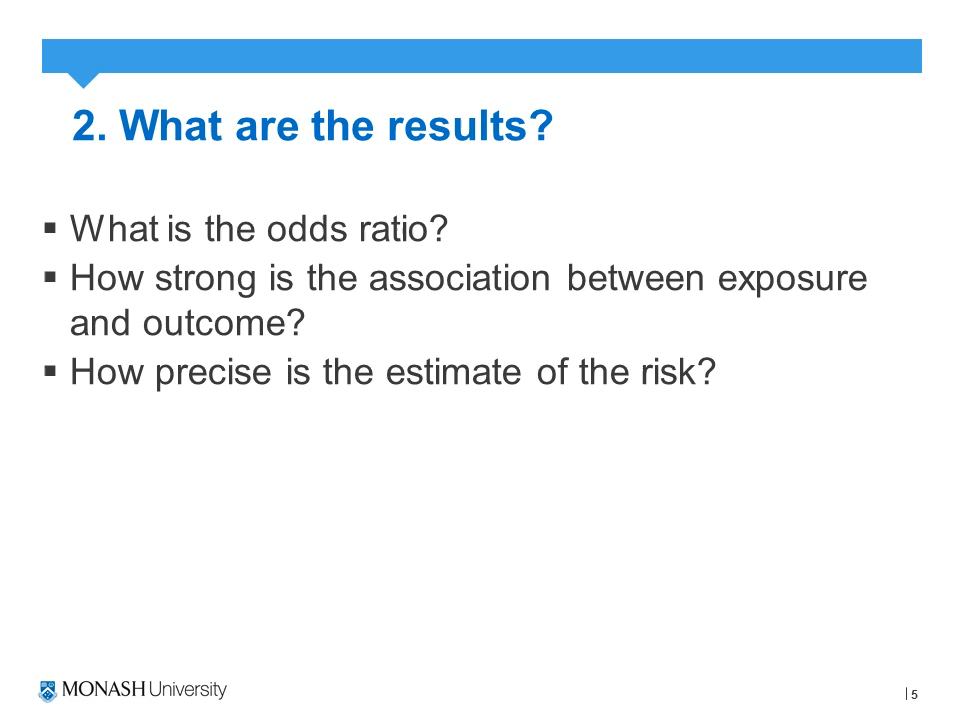 2. What are the results?
▪ What is the odds ratio?
▪ How strong is the association between exposure
and outcome?
▪ How precise is the estimate of the risk?
MONASH University
| 5